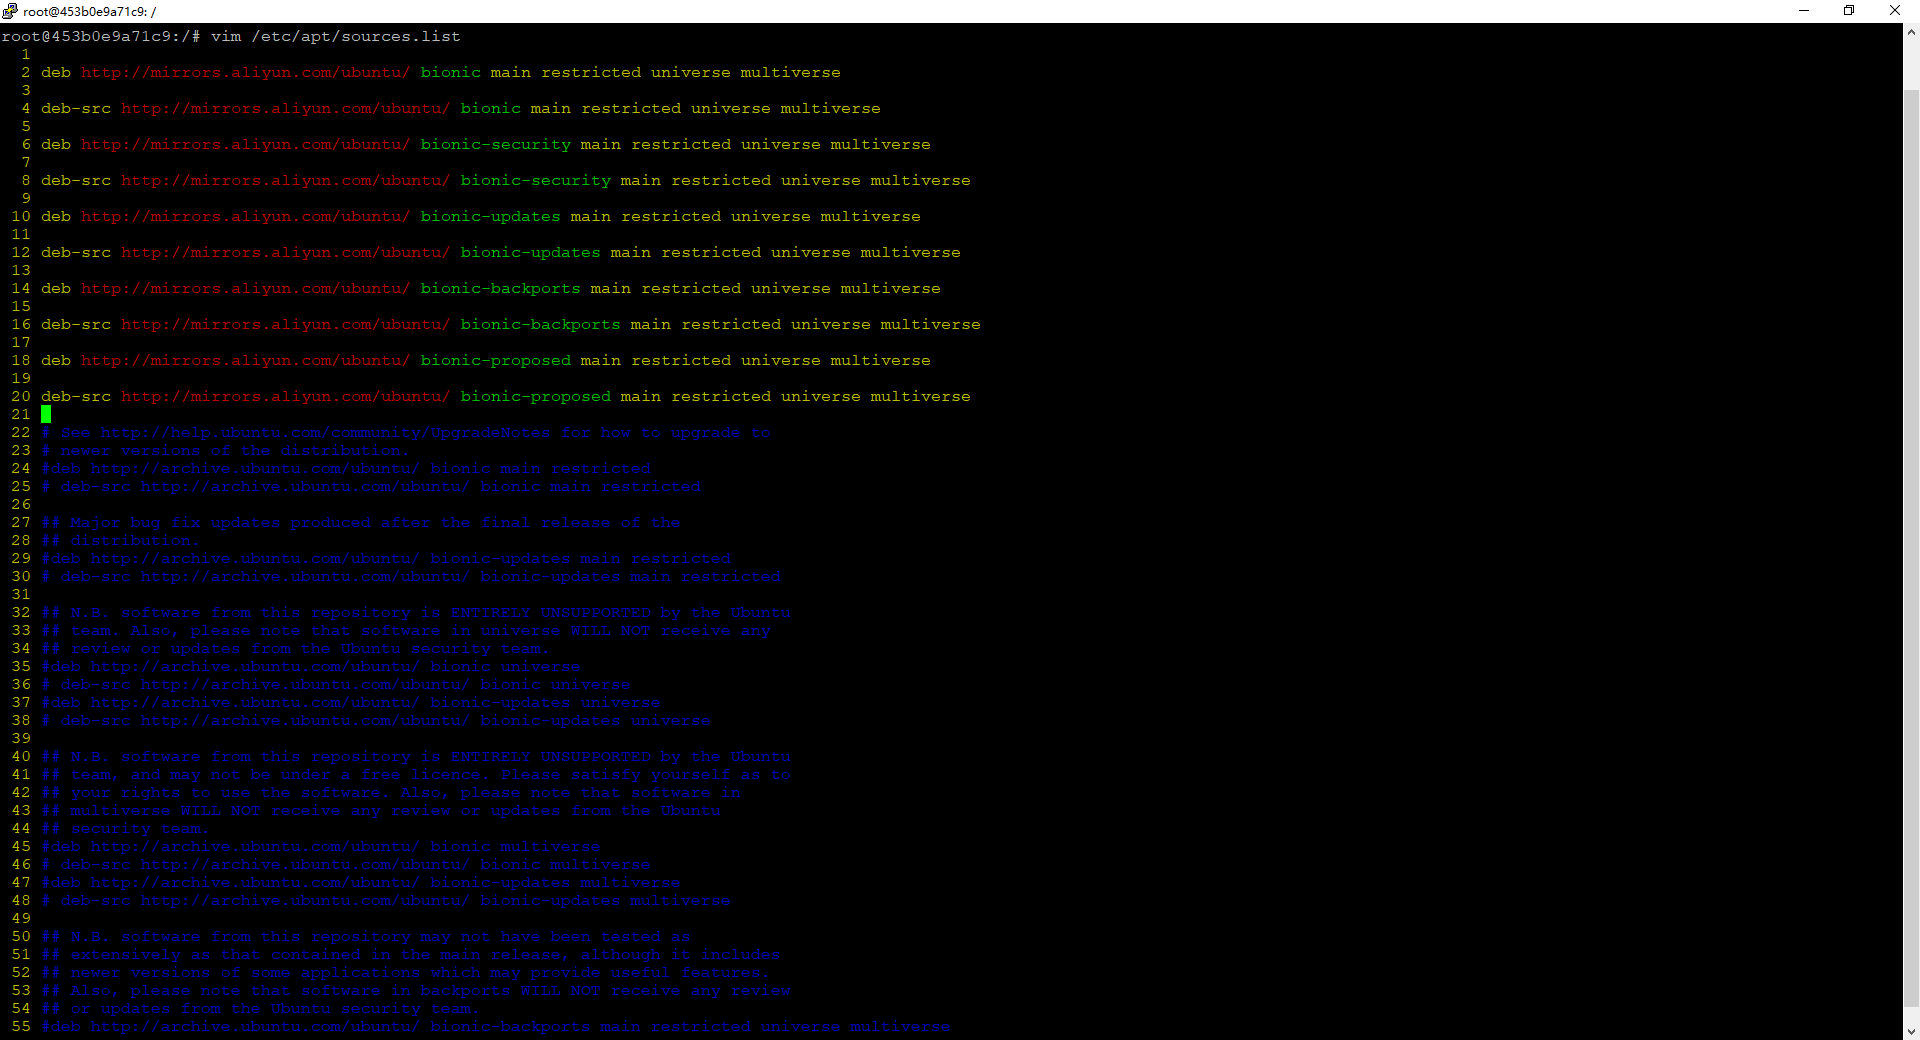 root@453b0e9a71c9: /
root@453b0e9a71c9:/# vim /etc/apt/sources.list
1
2 deb http://mirrors.aliyun.com/ubuntu/ bionic main restricted universe multiverse
3
4 deb-src http://mirrors.aliyun.com/ubuntu/ bionic main restricted universe multiverse
5
6 deb http://mirrors.aliyun.com/ubuntu/ bionic-security main restricted universe multiverse
7
8 deb-src http://mirrors.aliyun.com/ubuntu/ bionic-security main restricted universe multiverse
9
10 deb http://mirrors.aliyun.com/ubuntu/ bionic-updates main restricted universe multiverse
11
12 deb-src http://mirrors.aliyun.com/ubuntu/ bionic-updates main restricted universe multiverse
13
14 deb http://mirrors.aliyun.com/ubuntu/ bionic-backports main restricted universe multiverse
15
16 deb-src http://mirrors.aliyun.com/ubuntu/ bionic-backports main restricted universe multiverse
17
18 deb http://mirrors.aliyun.com/ubuntu/ bionic-proposed main restricted universe multiverse
19
20 deb-src http://mirrors.aliyun.com/ubuntu/ bionic-proposed main restricted universe multiverse
21
22 # See http://help.ubuntu.com/community/UpgradeNotes for how to upgrade to
23 # newer versions of the distribution.
24 #deb http://archive.ubuntu.com/ubuntu/ bionic main restricted
25 # deb-src http://archive.ubuntu.com/ubuntu/ bionic main restricted
26
27 ## Major bug fix updates produced after the final release of the
28 ## distribution.
29 #deb http://archive.ubuntu.com/ubuntu/ bionic-updates main restricted
30 # deb-src http://archive.ubuntu.com/ubuntu/ bionic-updates main restricted
31
32 ## N.B. software from this repository is ENTIRELY UNSUPPORTED by the Ubuntu
33 ## team. Also, please note that software in universe WILL NOT receive any
34 ## review or updates from the Ubuntu security team.
35 #deb http://archive.ubuntu.com/ubuntu/ bionic universe
36 # deb-src http://archive.ubuntu.com/ubuntu/ bionic universe
37 #deb http://archive.ubuntu.com/ubuntu/ bionic-updates universe
38 # deb-src http://archive.ubuntu.com/ubuntu/ bionic-updates universe
39
40 ## N.B. software from this repository is ENTIRELY UNSUPPORTED by the Ubuntu
41 ## team, and may not be under a free licence. Please satisfy yourself as to
42 ## your rights to use the software. Also, please note that software in
43 ## multiverse WILL NOT receive any review or updates from the Ubuntu
44 ## security team.
45 #deb http://archive.ubuntu.com/ubuntu/ bionic multiverse
46 # deb-src http://archive.ubuntu.com/ubuntu/ bionic multiverse
47 #deb http://archive.ubuntu.com/ubuntu/ bionic-updates multiverse
48 # deb-src http://archive.ubuntu.com/ubuntu/ bionic-updates multiverse
49
50 ## N.B. software from this repository may not have been tested as
51 ## extensively as that contained in the main release, although it includes
52 ## newer versions of some applications which may provide useful features.
53 ## Also, please note that software in backports WILL NOT receive any review
54 ## or updates from the Ubuntu security team.
55 #deb http://archive.ubuntu.com/ubuntu/ bionic-backports main restricted universe multiverse